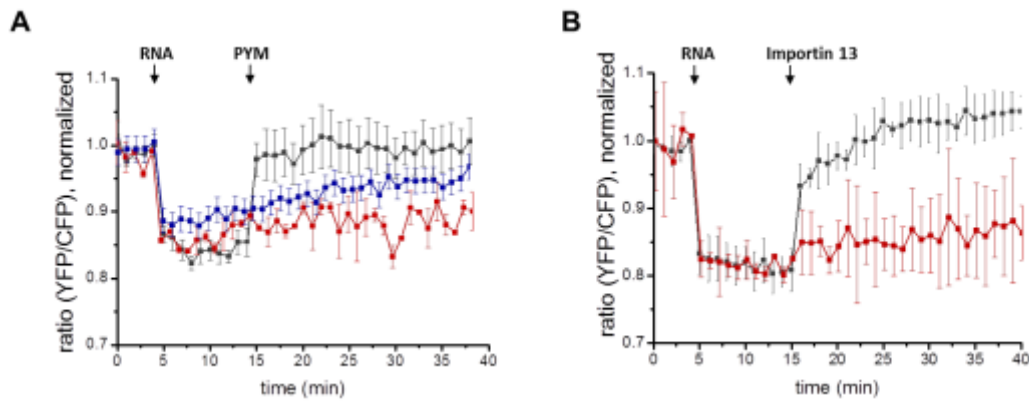 A
RNA PYM
1.1
1.0
0.9
0.8
0.7
ratio (YFP/CFP), normalized
0 5 10 15 20 25 30 35 40
time (min)
B
RNA Importin 13
1.1
1.0
0.9
0.8
0.7
ratio (YFP/CFP), normalized
0 5 10 15 20 25 30 35 40
time (min)